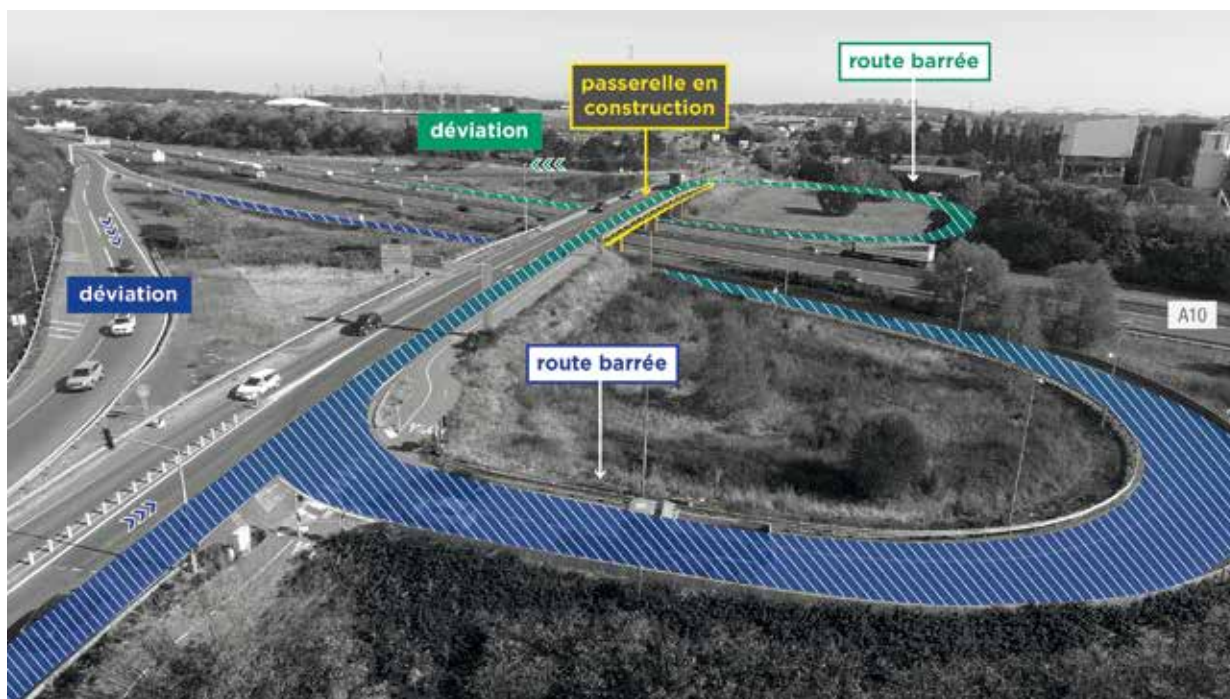 route barrée
passerelle en
construction
déviation
déviation
A10
route barrée